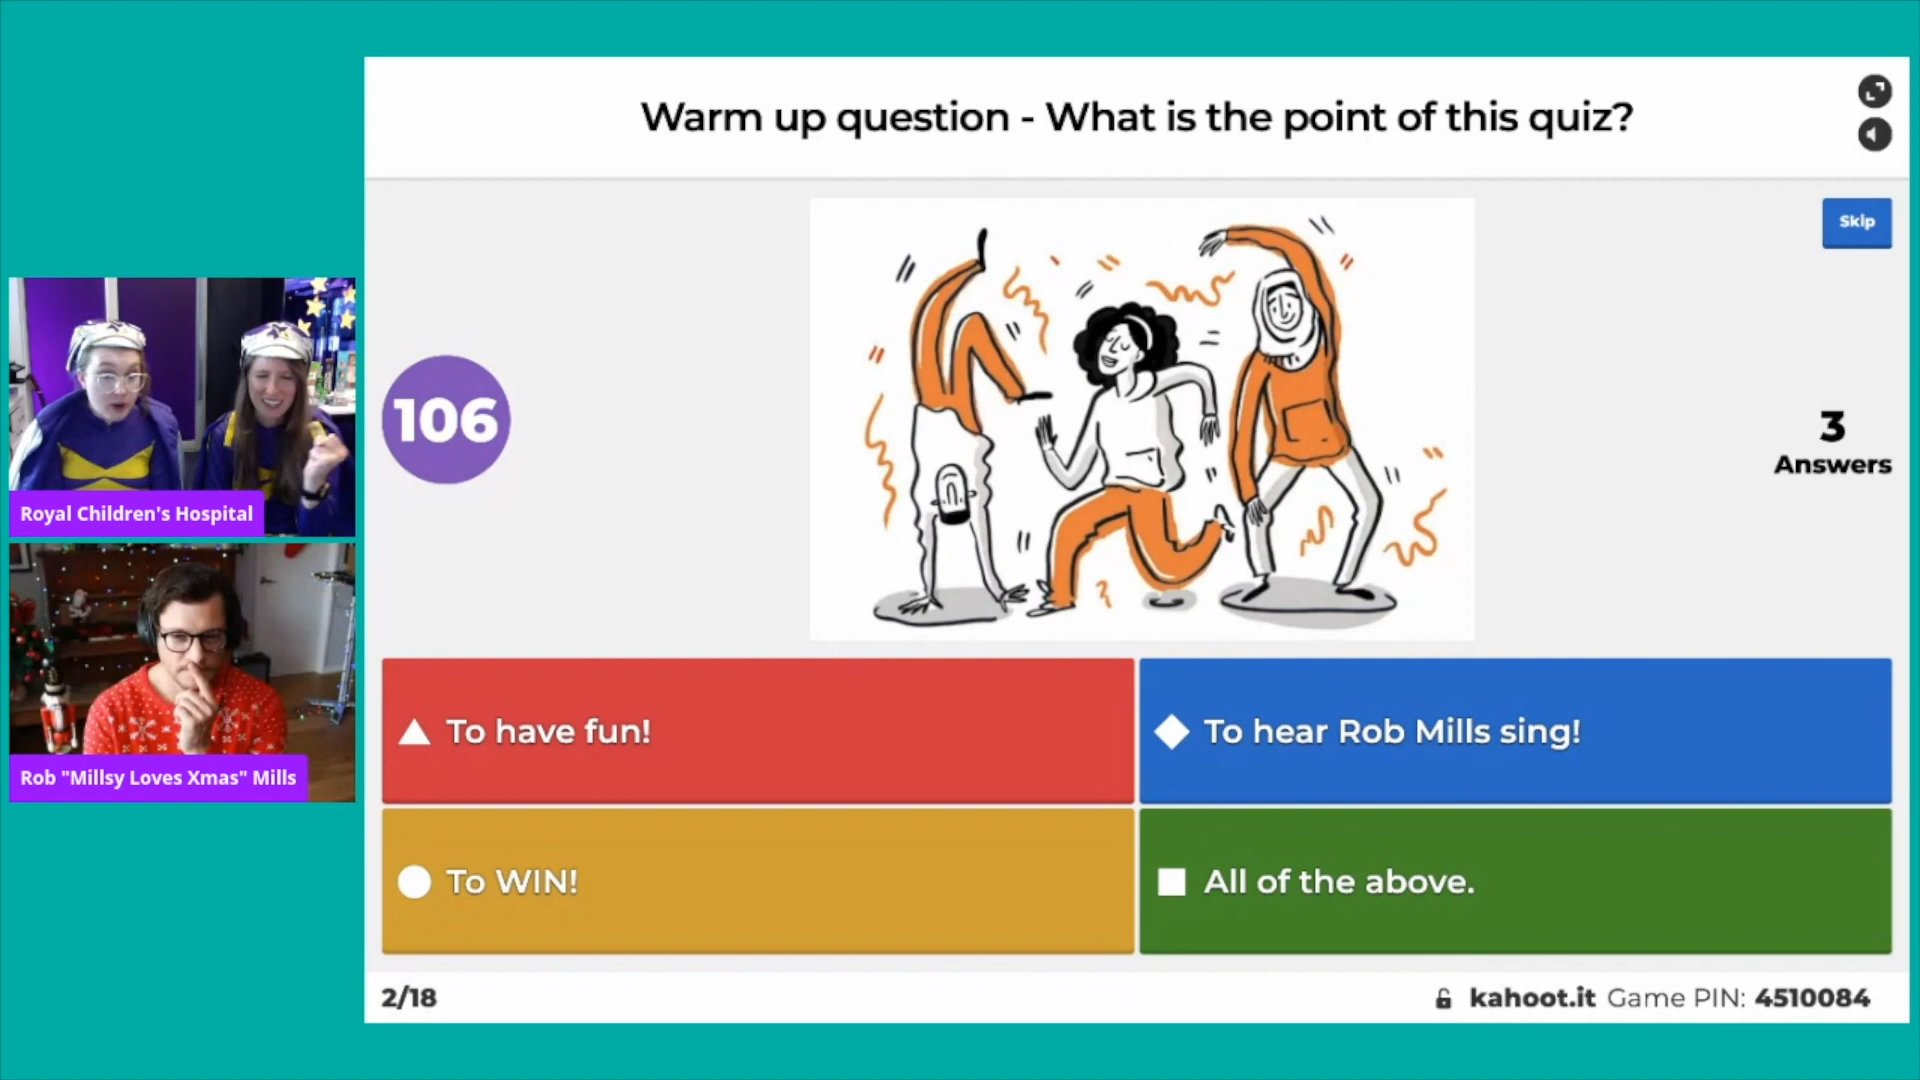 Warm up question - What is the point of this quiz?
Skip
106
3
Answers
Royal Children's Hospital
Rob "Millsy Loves Xmas" Mills
To have fun!
To hear Rob Mills sing!
To WIN!
All of the above.
2/18
kahoot.it Game PIN: 4510084